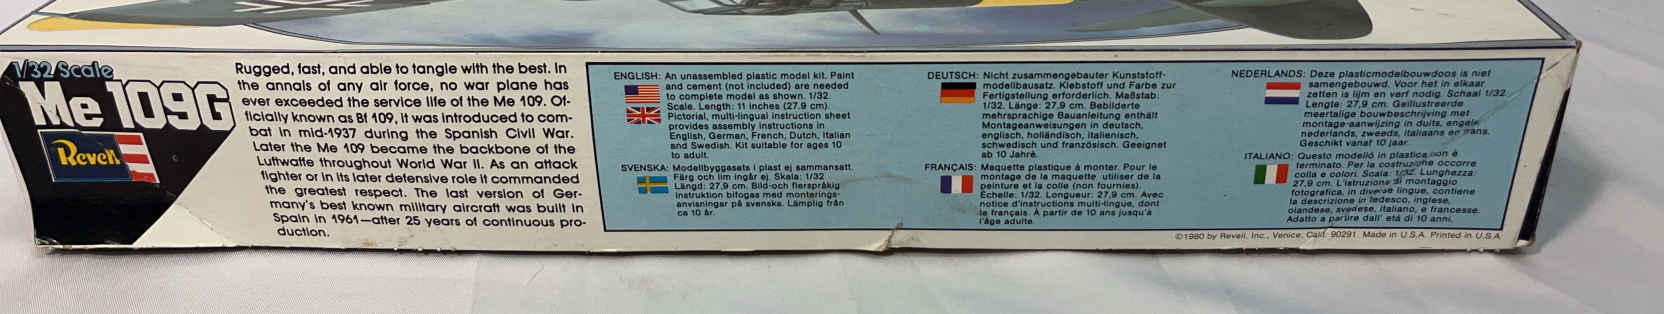 1/32 Scale
Me 109G
Revell
Rugged, fast, and able to tangle with the best. In
the annals of any air force, no war plane has
ever exceeded the service life of the Me 109. Of-
ficially known as Bf 109, it was introduced to com-
bat in mid-1937 during the Spanish Civil War.
Later the Me 109 became the backbone of the
Luftwaffe throughout World War II. As an attack
fighter or in its later defensive role it commanded
the greatest respect. The last version of Ger-
many's best known military aircraft was built in
Spain in 1961—after 25 years of continuous pro-
duction.
ENGLISH: An unassembled plastic model kit. Paint
and cement (not included) are needed
to complete model as shown. 1/32
Scale. Length: 11 inches (27.9 cm).
Pictorial, multi-lingual instruction sheet
provides assembly instructions in
English, German, French, Dutch, Italian
and Swedish. Kit suitable for ages 10
to adult.
SVENSKA: Modellbyggesats i plast ej sammansatt.
Färg och lim ingår ej. Skala: 1/32
Längd: 27,9 cm. Bild-och flerspråkig
instruktion bifogas med monterings-
anvisningar på svenska. Lämplig från
ca 10 år.
DEUTSCH: Nicht zusammengebauter Kunststoff-
modellbausatz. Klebstoff und Farbe zur
Fertigstellung erforderlich. Maßstab:
1/32. Länge: 27,9 cm. Bebilderte
mehrsprachige Bauanleitung enthält
Montageanweisungen in deutsch,
englisch, holländisch, italienisch,
schwedisch und französisch. Geeignet
ab 10 Jahre.
FRANÇAIS: Maquette plastique à monter. Pour le
montage de la maquette utiliser de la
peinture et la colle (non fournies).
Échelle: 1/32. Longueur: 27,9 cm. Avec
notice d'instructions multi-lingue, dont
le français. À partir de 10 ans jusqu'à
l'âge adulte.
NEDERLANDS: Deze plasticmodelbouwdoos is niet
samengebouwd. Voor het in elkaar
zetten is lijm en verf nodig. Schaal 1/32.
Lengte: 27,9 cm. Geïllustreerde
meertalige bouwbeschrijving met
montage-aanwijzing in duits, engels,
nederlands, zweeds, italiaans en frans.
Geschikt vanaf 10 jaar.
ITALIANO: Questo modello in plastica non è
terminato. Per la costruzione occorre
colla e colori. Scala: 1/32. Lunghezza:
27,9 cm. L'istruzione di montaggio
fotografica, in diverse lingue, contiene
la descrizione in tedesco, inglese,
olandese, svedese, italiano, e francese.
Adatto a partire dall' età di 10 anni.
©1980 by Revell, Inc., Venice, Calif. 90291. Made in U.S.A. Printed in U.S.A.